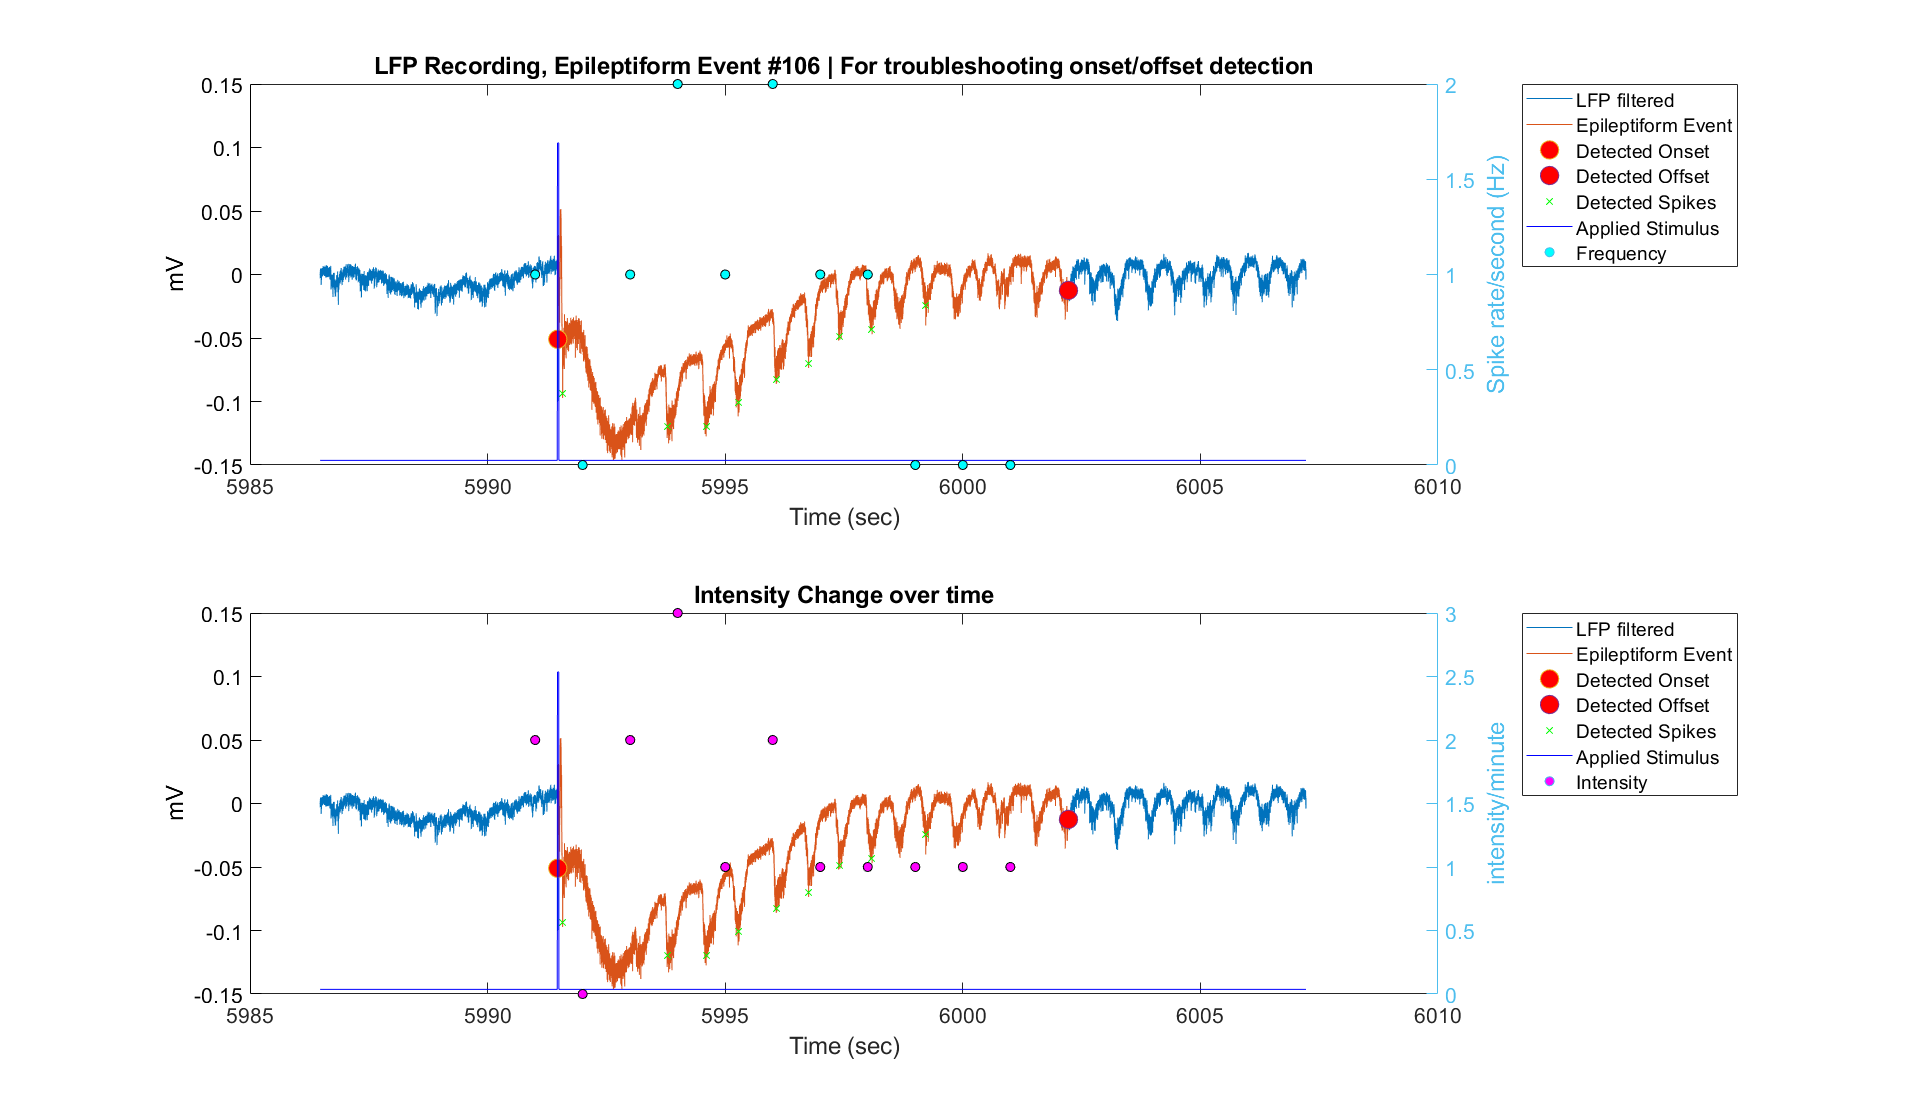 LFP Recording, Epileptiform Event #106 | For troubleshooting onset/offset detection
0.15
0.1
0.05
0
-0.05
-0.1
-0.15
mV
5985
5990
5995
6000
6005
6010
Time (sec)
2
1.5
1
0.5
0
Spike rate/second (Hz)
LFP filtered
Epileptiform Event
Detected Onset
Detected Offset
Detected Spikes
Applied Stimulus
Frequency
Intensity Change over time
0.15
0.1
0.05
0
-0.05
-0.1
-0.15
mV
5985
5990
5995
6000
6005
6010
Time (sec)
3
2.5
2
1.5
1
0.5
0
intensity/minute
LFP filtered
Epileptiform Event
Detected Onset
Detected Offset
Detected Spikes
Applied Stimulus
Intensity